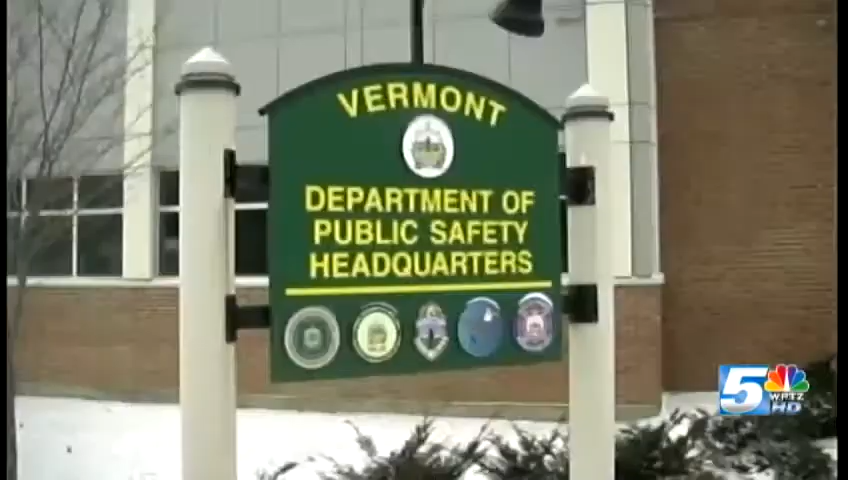 VERMONT
DEPARTMENT OF
PUBLIC SAFETY
HEADQUARTERS
5
WPTZ
HD